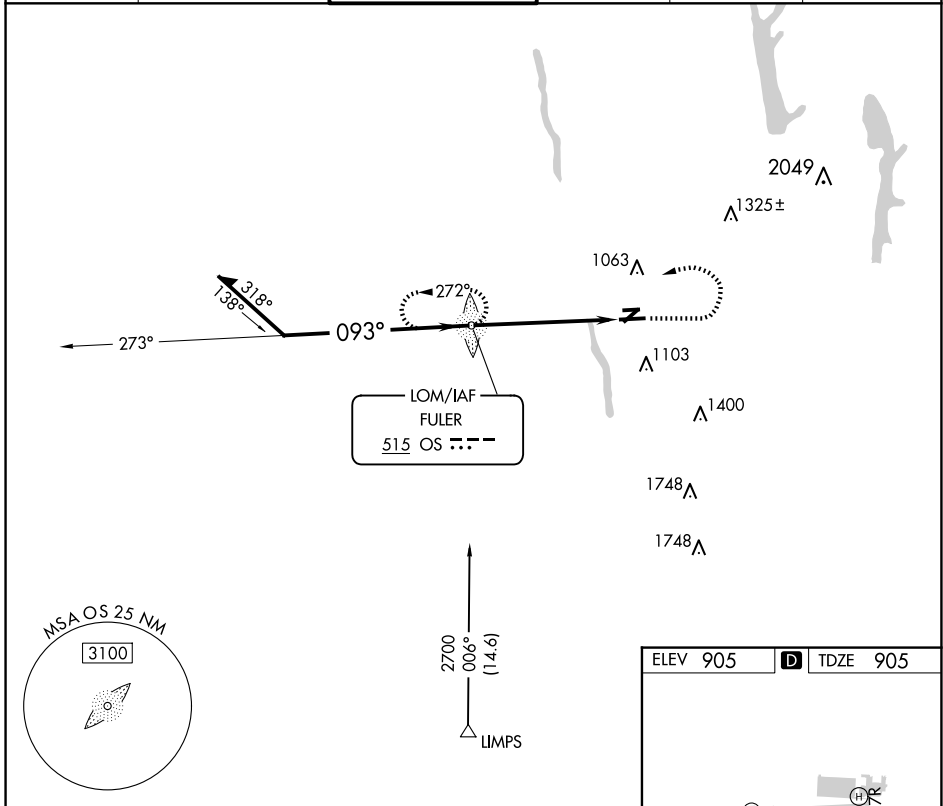 2049
1325±
1063
272°
318°
138°
093°
273°
1103
LOM/IAF
FULER
515 OS
1400
1748
1748
MSA OS 25 NM
3100
2700
006°
(14.6)
LIMPS
ELEV 905 D TDZE 905
H
7R